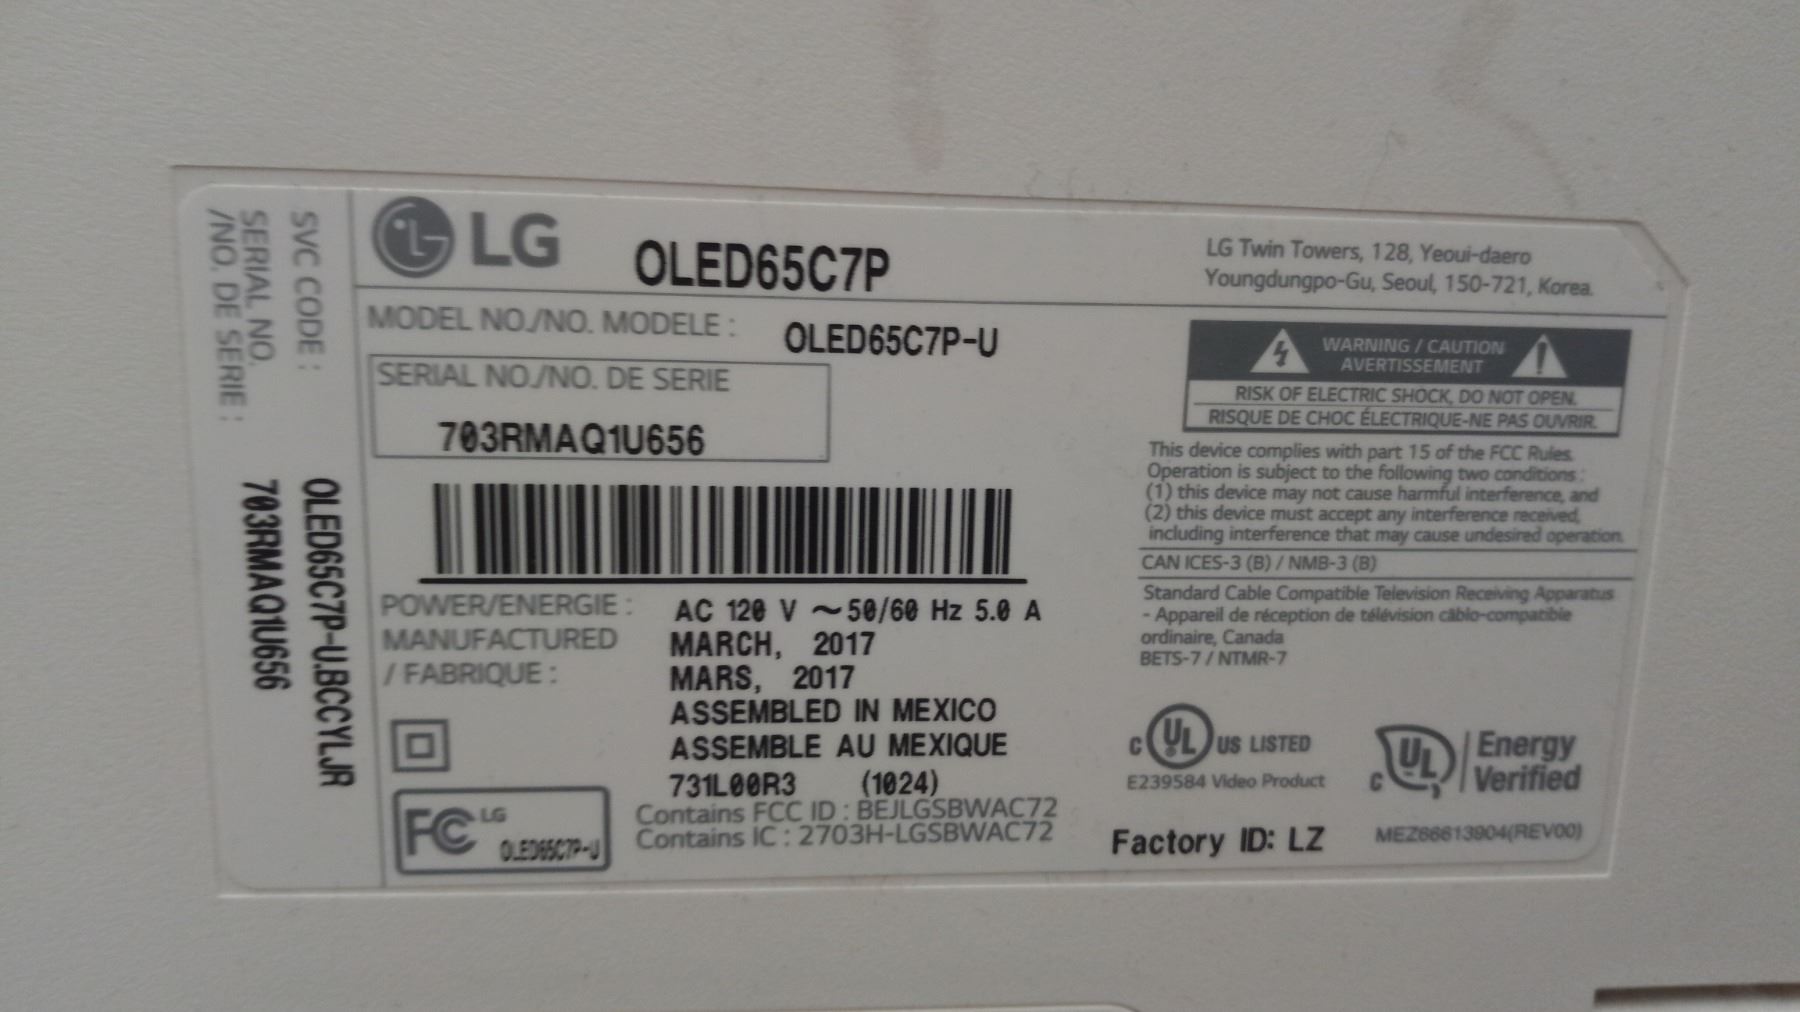 SVC CODE : OLED65C7P-U.BCCYLJR
SERIAL NO.
/NO. DE SERIE : 703RMAQ1U656
LG
OLED65C7P
LG Twin Towers, 128, Yeoui-daero
Youngdungpo-Gu, Seoul, 150-721, Korea.
MODEL NO./NO. MODELE : OLED65C7P-U
SERIAL NO./NO. DE SERIE
703RMAQ1U656
POWER/ENERGIE : AC 120 V ~50/60 Hz 5.0 A
MANUFACTURED MARCH, 2017
/ FABRIQUE : MARS, 2017
ASSEMBLED IN MEXICO
ASSEMBLE AU MEXIQUE
731L00R3 (1024)
Contains FCC ID : BEJLGSBWAC72
Contains IC : 2703H-LGSBWAC72
FC LG
OLED65C7P-U
WARNING / CAUTION
AVERTISSEMENT
RISK OF ELECTRIC SHOCK, DO NOT OPEN.
RISQUE DE CHOC ÉLECTRIQUE-NE PAS OUVRIR.
This device complies with part 15 of the FCC Rules.
Operation is subject to the following two conditions :
(1) this device may not cause harmful interference, and
(2) this device must accept any interference received,
including interference that may cause undesired operation.
CAN ICES-3 (B) / NMB-3 (B)
Standard Cable Compatible Television Receiving Apparatus
- Appareil de réception de télévision câblo-compatible
ordinaire, Canada
BETS-7 / NTMR-7
C UL US LISTED
E239584 Video Product
C UL Energy
Verified
Factory ID: LZ
MEZ66613904(REV00)